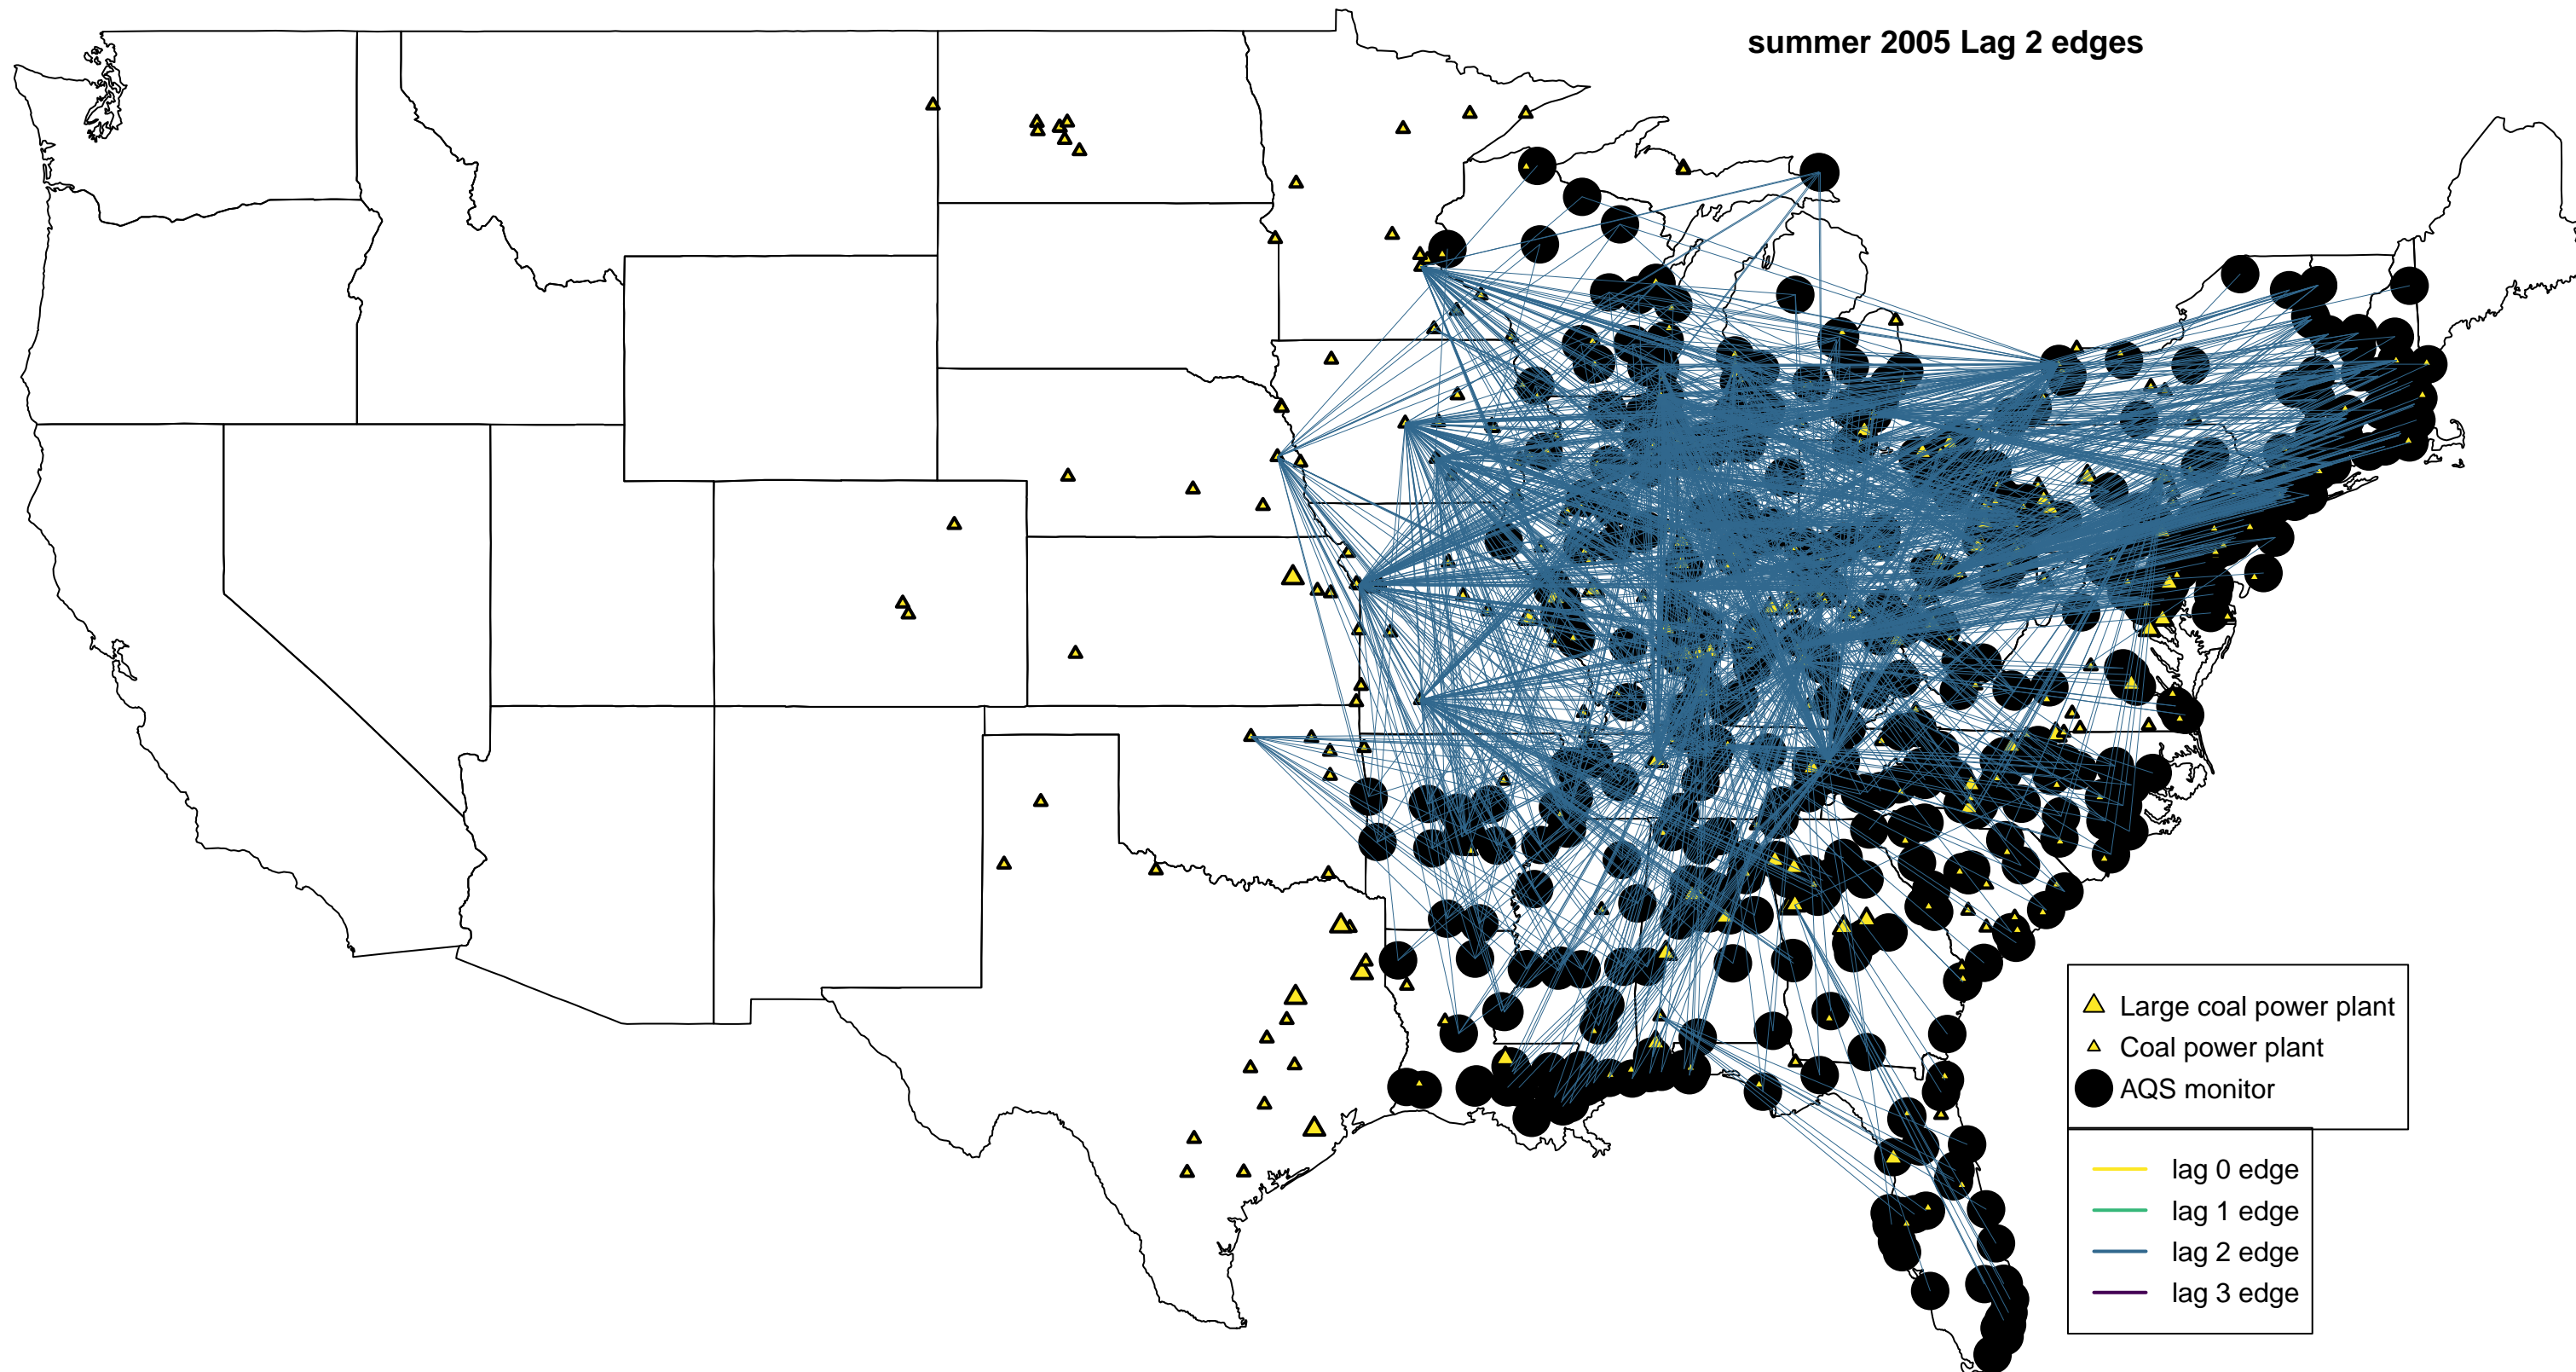 summer 2005 Lag 2 edges
Large coal power plant
Coal power plant
AQS monitor
lag 0 edge
lag 1 edge
lag 2 edge
lag 3 edge